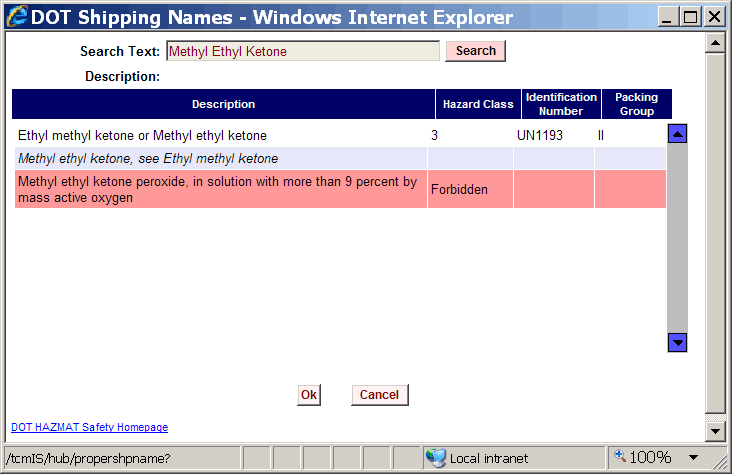 DOT Shipping Names - Windows Internet Explorer
Search Text: Methyl Ethyl Ketone Search
Description:
Description Hazard Class Identification Number Packing Group
Ethyl methyl ketone or Methyl ethyl ketone 3 UN1193 II
Methyl ethyl ketone, see Ethyl methyl ketone
Methyl ethyl ketone peroxide, in solution with more than 9 percent by
mass active oxygen Forbidden
Ok Cancel
DOT HAZMAT Safety Homepage
/tcmIS/hub/propershpname? Local intranet 100%